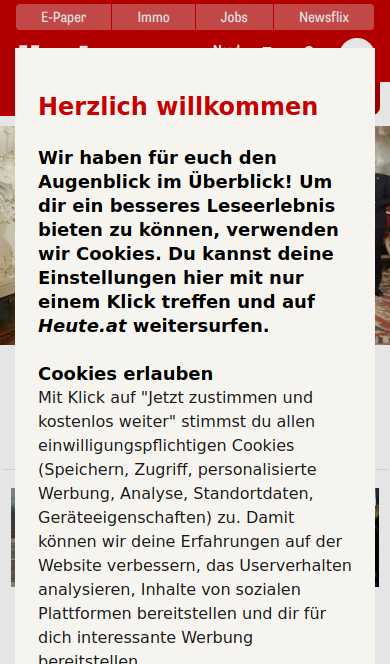 E-Paper
Immo
Jobs
Newsflix
Herzlich willkommen
Wir haben für euch den
Augenblick im Überblick! Um
dir ein besseres Leseerlebnis
bieten zu können, verwenden
wir Cookies. Du kannst deine
Einstellungen hier mit nur
einem Klick treffen und auf
Heute.at weitersurfen.
Cookies erlauben
Mit Klick auf "Jetzt zustimmen und
kostenlos weiter" stimmst du allen
einwilligungspflichtigen Cookies
(Speichern, Zugriff, personalisierte
Werbung, Analyse, Standortdaten,
Geräteeigenschaften) zu. Damit
können wir deine Erfahrungen auf der
Website verbessern, das Userverhalten
analysieren, Inhalte von sozialen
Plattformen bereitstellen und dir für
dich interessante Werbung
bereitstellen.